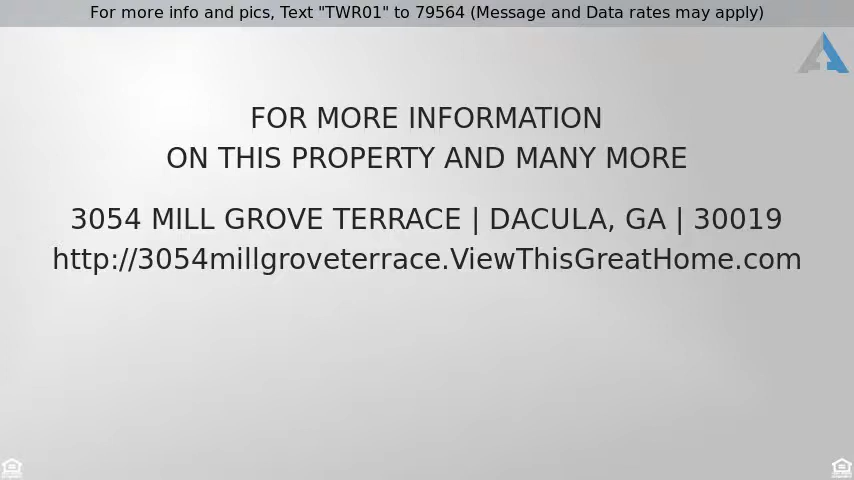 For more info and pics, Text "TWR01" to 79564 (Message and Data rates may apply)
FOR MORE INFORMATION
ON THIS PROPERTY AND MANY MORE
3054 MILL GROVE TERRACE | DACULA, GA | 30019
http://3054millgroveterrace.ViewThisGreatHome.com